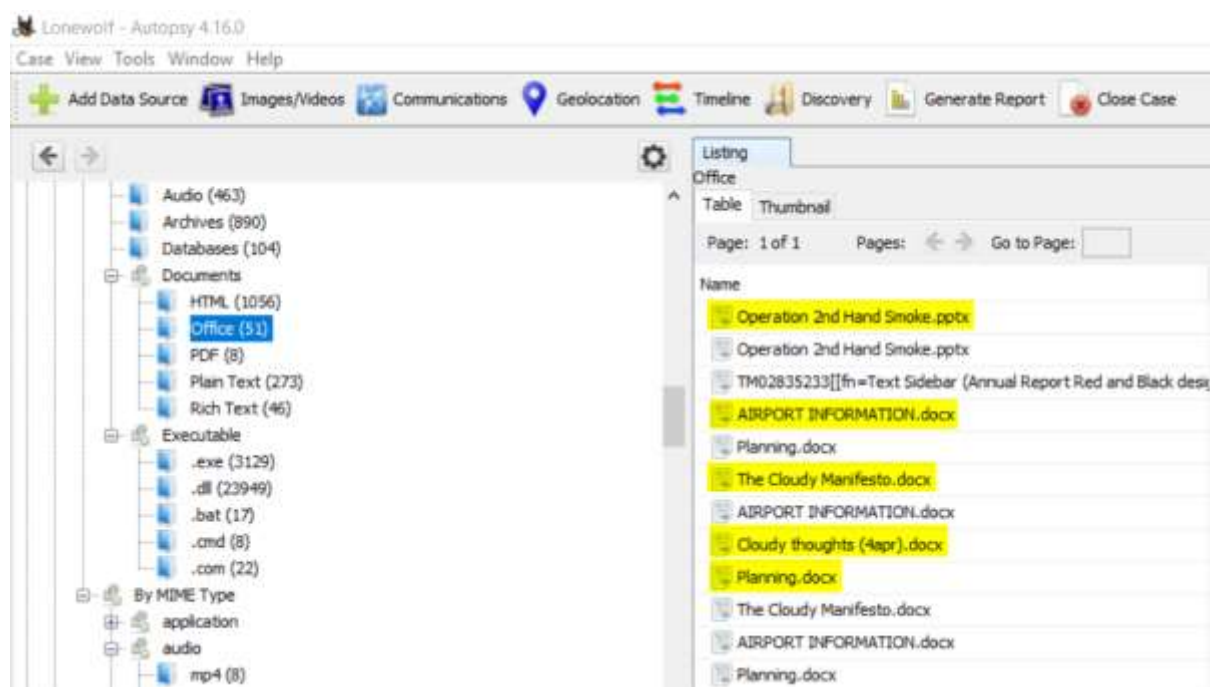 Lonewolf - Autopsy 4.16.0
Case View Tools Window Help
Add Data Source Images/Videos Communications Geolocation Timeline Discovery Generate Report Close Case
Audio (463)
Archives (890)
Databases (104)
Documents
HTML (1056)
Office (51)
PDF (8)
Plain Text (273)
Rich Text (46)
Executable
.exe (3129)
.dll (23949)
.bat (17)
.cmd (8)
.com (22)
By MIME Type
application
audio
mp4 (8)
Listing
Office
Table Thumbnail
Page: 1 of 1 Pages: Go to Page:
Name
Operation 2nd Hand Smoke.pptx
Operation 2nd Hand Smoke.pptx
TM02835233[[fn=Text Sidebar (Annual Report Red and Black desig
AIRPORT INFORMATION.docx
Planning.docx
The Cloudy Manifesto.docx
AIRPORT INFORMATION.docx
Cloudy thoughts (4apr).docx
Planning.docx
The Cloudy Manifesto.docx
AIRPORT INFORMATION.docx
Planning.docx